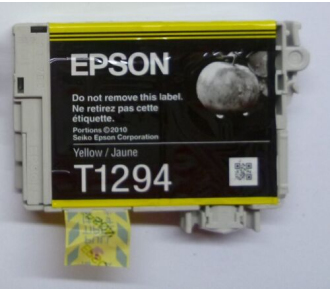 EPSON
Do not remove this label.
Ne retirez pas cette
étiquette.
Portions ©2010
Seiko Epson Corporation
Yellow / Jaune
T1294